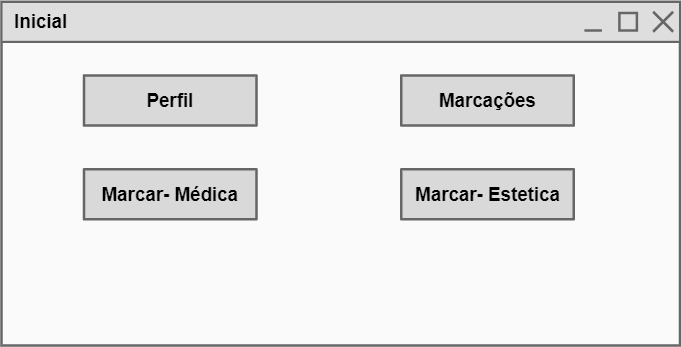 Inicial
Perfil
Marcações
Marcar- Médica
Marcar- Estetica